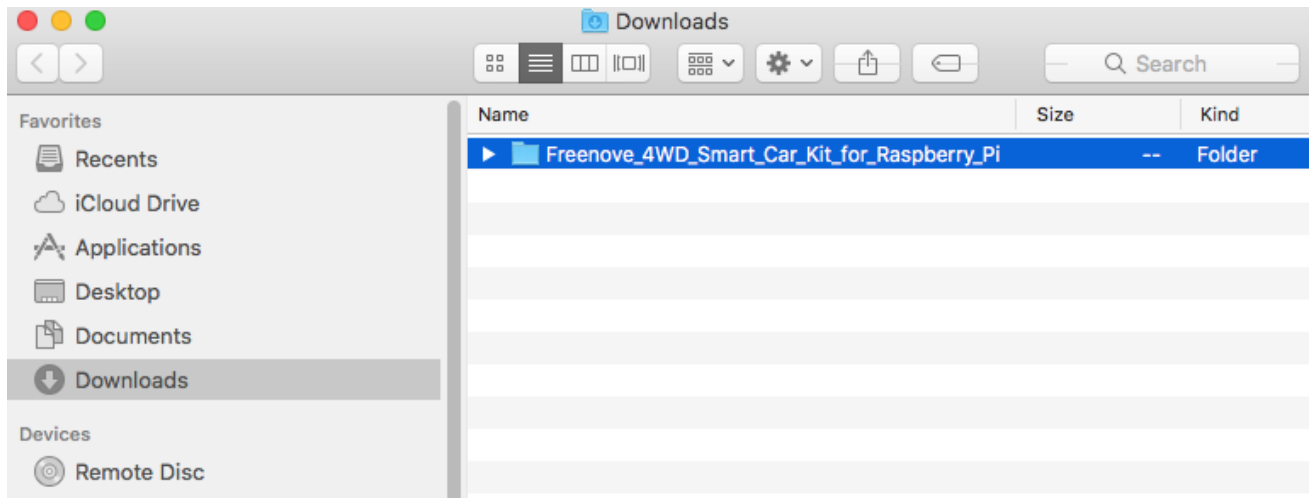 Downloads
Search
Favorites
Recents
iCloud Drive
Applications
Desktop
Documents
Downloads
Devices
Remote Disc
Name Size Kind
Freenove_4WD_Smart_Car_Kit_for_Raspberry_Pi -- Folder